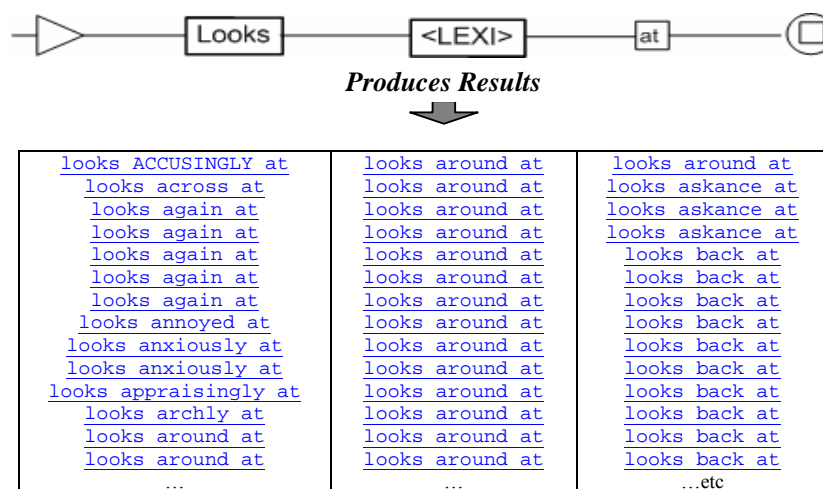 Looks <LEXI> at
Produces Results
looks ACCUSINGLY at looks around at looks around at
looks across at looks around at looks askance at
looks again at looks around at looks askance at
looks again at looks around at looks askance at
looks again at looks around at looks back at
looks again at looks around at looks back at
looks again at looks around at looks back at
looks annoyed at looks around at looks back at
looks anxiously at looks around at looks back at
looks anxiously at looks around at looks back at
looks appraisingly at looks around at looks back at
looks archly at looks around at looks back at
looks around at looks around at looks back at
looks around at looks around at looks back at
… … …etc